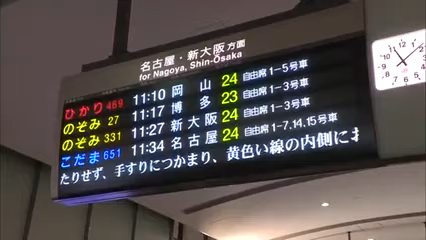 名古屋・新大阪方面
for Nagoya, Shin-Ōsaka
ひかり 469 11:10 岡山 24 自由席 1-5号車
のぞみ 27 11:17 博多 23 自由席 1-3号車
のぞみ 331 11:27 新大阪 24 自由席 1-3号車
こだま 651 11:34 名古屋 24 自由席 1-7.14.15号車
たりせず、手すりにつかまり、黄色い線の内側にお